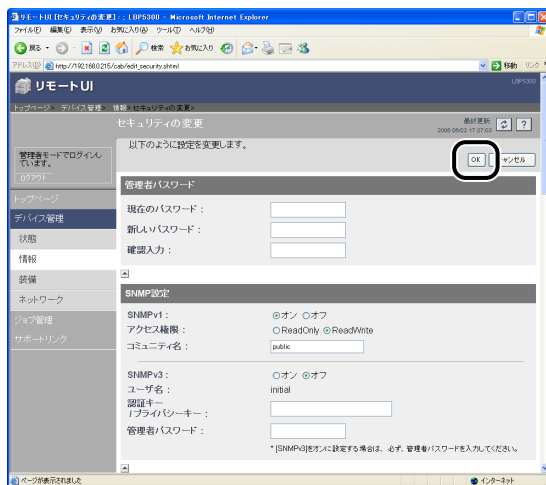 リモートUI [セキュリティの変更] : ; LBP5300 - Microsoft Internet Explorer
ファイル(F) 編集(E) 表示(V) お気に入り(A) ツール(T) ヘルプ(H)
戻る 検索 お気に入り
アドレス(D) http://192.168.0.215/cab/edit_security.shtml 移動 リンク
リモートUI LBP5300
トップページ> デバイス管理> 情報> セキュリティの変更>
セキュリティの変更 最終更新 2006 06/22 17:27:03 ?
管理者モードでログインしています。
ログアウト
トップページ
デバイス管理
状態
情報
装備
ネットワーク
ジョブ管理
サポートリンク
以下のように設定を変更します。
OK キャンセル
管理者パスワード
現在のパスワード:
新しいパスワード:
確認入力:
SNMP設定
SNMPv1: オン オフ
アクセス権限: ReadOnly ReadWrite
コミュニティ名: public
SNMPv3: オン オフ
ユーザ名: initial
認証キー
/プライバシーキー:
管理者パスワード:
* [SNMPv3]をオンに設定する場合は、必ず、管理者パスワードを入力してください。
ページが表示されました インターネット